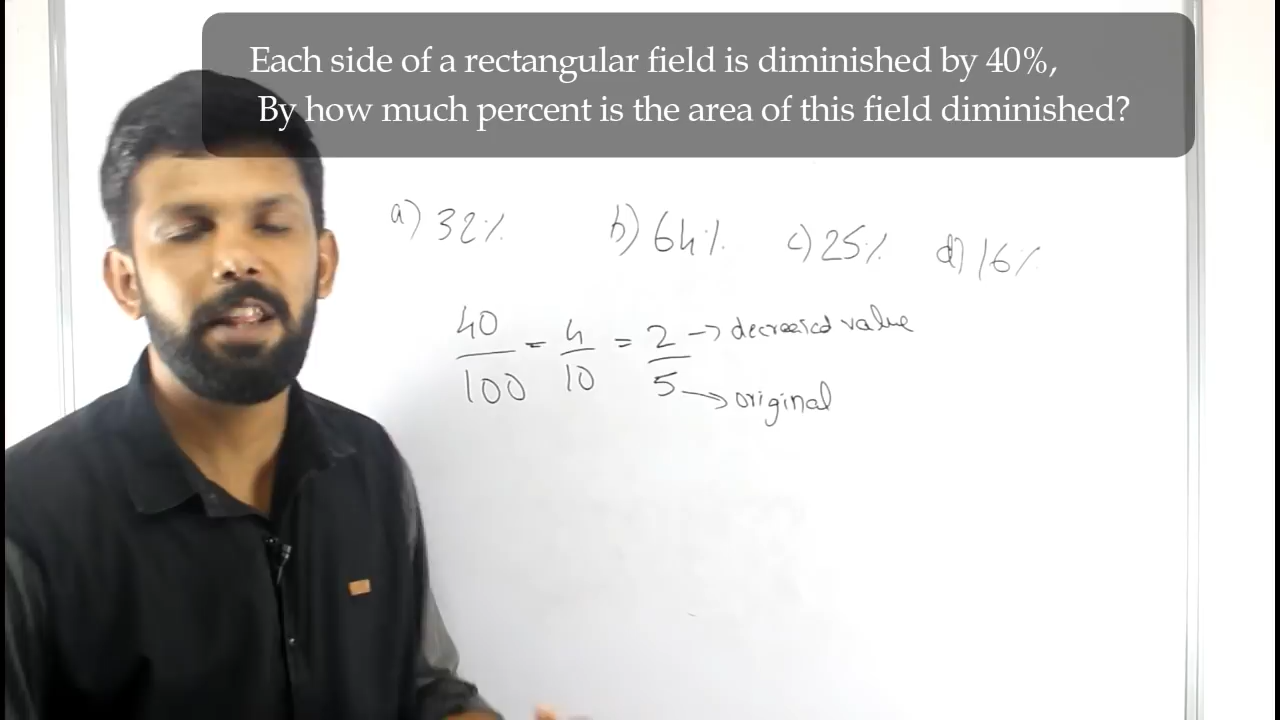 Each side of a rectangular field is diminished by 40%,
By how much percent is the area of this field diminished?
a) 32% b) 64% c) 25% d) 16%
40/100 = 4/10 = 2/5 → decreased value
→ original